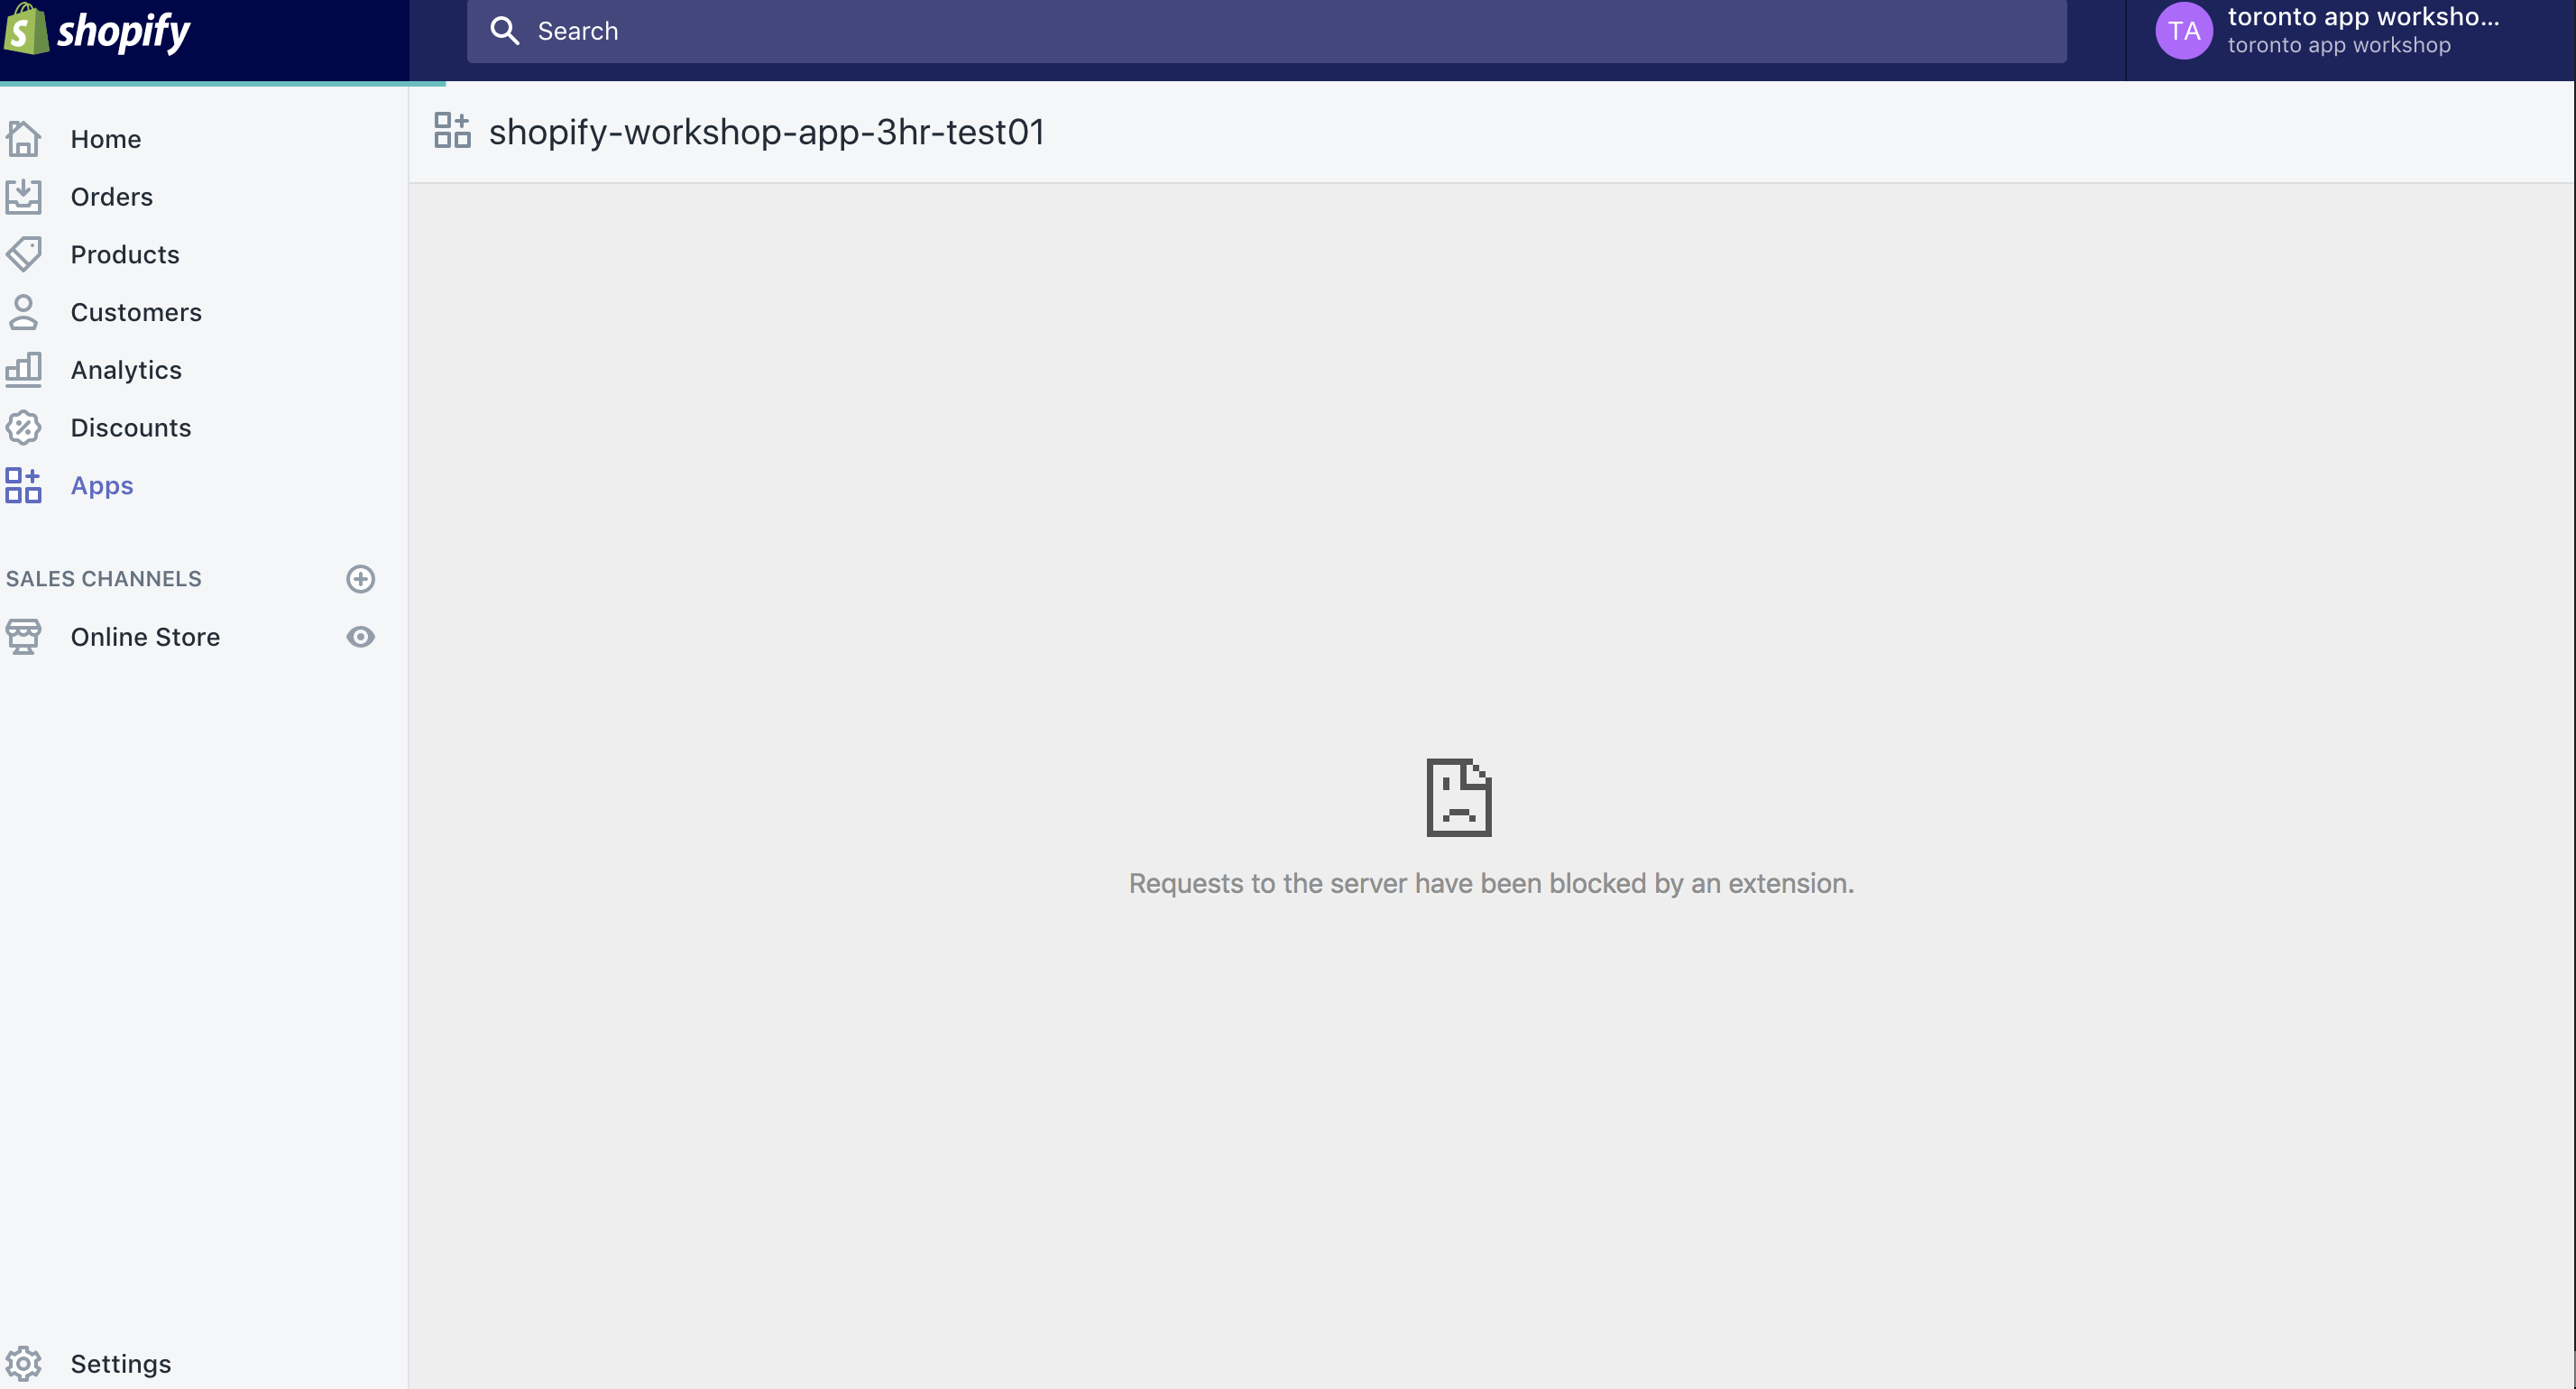 shopify
Search
TA
toronto app worksho...
toronto app workshop
Home
Orders
Products
Customers
Analytics
Discounts
Apps
SALES CHANNELS
Online Store
Settings
shopify-workshop-app-3hr-test01
Requests to the server have been blocked by an extension.